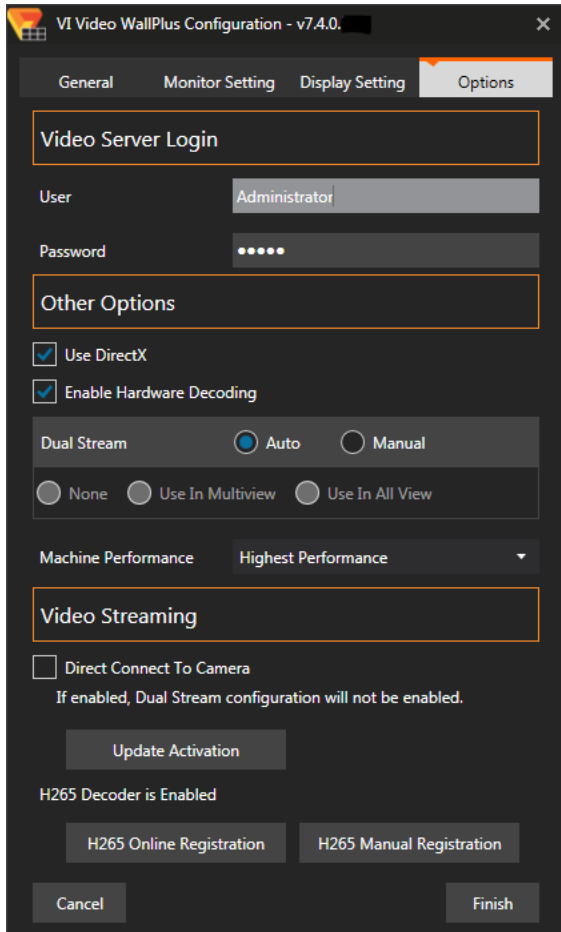 VI Video WallPlus Configuration - v7.4.0.
General Monitor Setting Display Setting Options
Video Server Login
User Administrator
Password •••••
Other Options
Use DirectX
Enable Hardware Decoding
Dual Stream Auto Manual
None Use In Multiview Use In All View
Machine Performance Highest Performance
Video Streaming
Direct Connect To Camera
If enabled, Dual Stream configuration will not be enabled.
Update Activation
H265 Decoder is Enabled
H265 Online Registration H265 Manual Registration
Cancel Finish